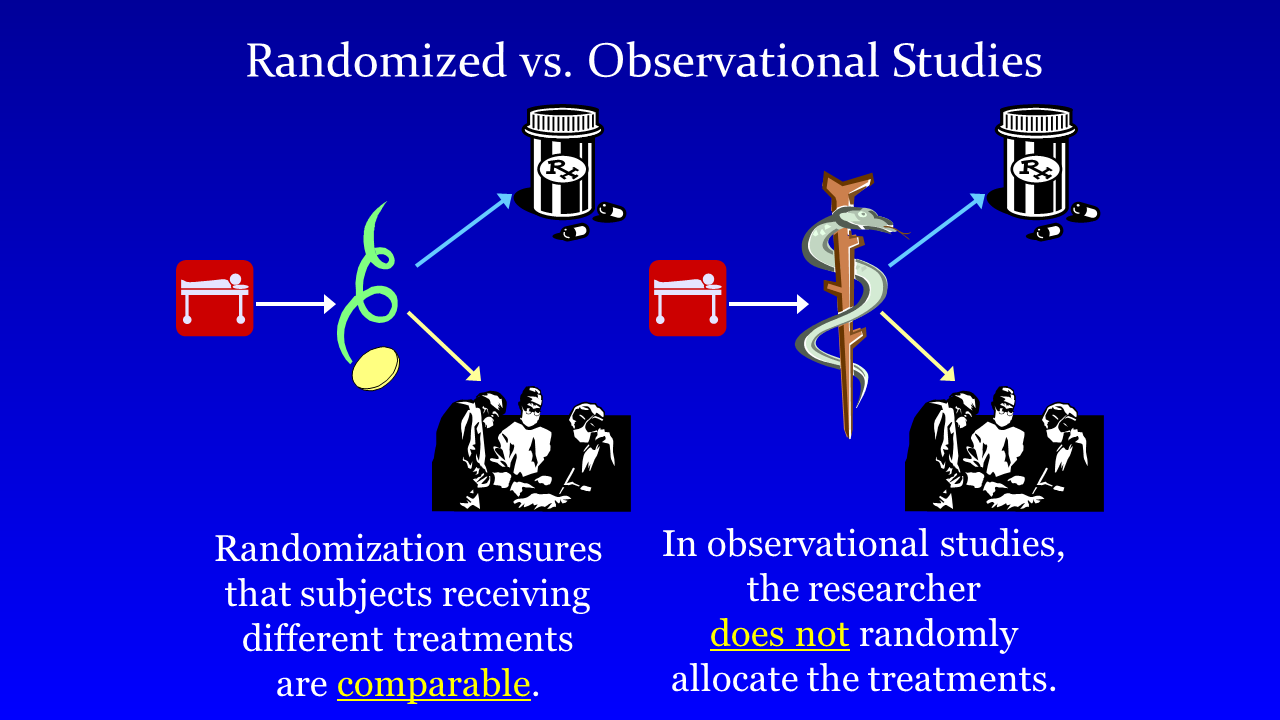 Randomized vs. Observational Studies
Rx
Rx
Randomization ensures
that subjects receiving
different treatments
are comparable.
In observational studies,
the researcher
does not randomly
allocate the treatments.